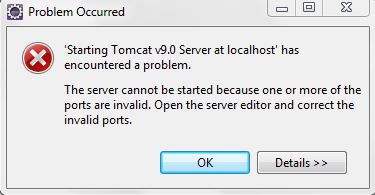 Problem Occurred
'Starting Tomcat v9.0 Server at localhost' has
encountered a problem.
The server cannot be started because one or more of the
ports are invalid. Open the server editor and correct the
invalid ports.
OK
Details >>